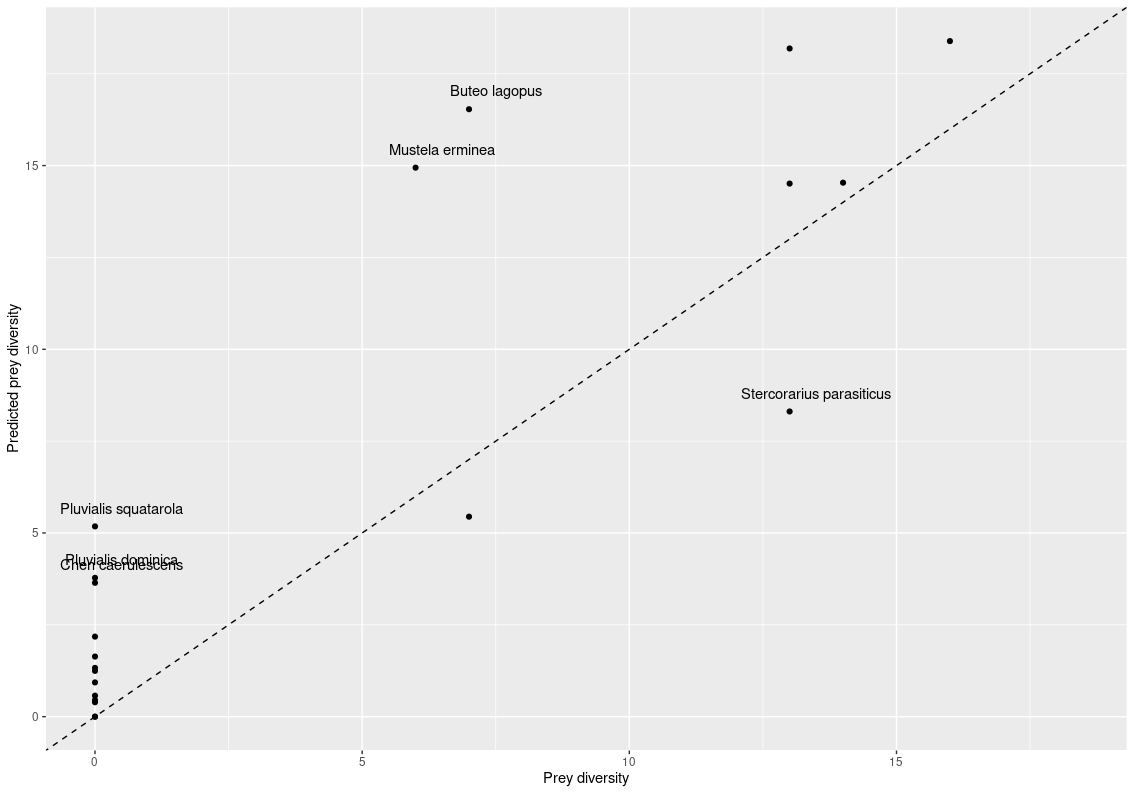 Buteo lagopus
Mustela erminea
15
10
Stercorarius parasiticus
Pluvialis squatarola
5
Pluvialis dominica
Chen caerulescens
0
0
5
10
15
Prey diversity
Predicted prey diversity